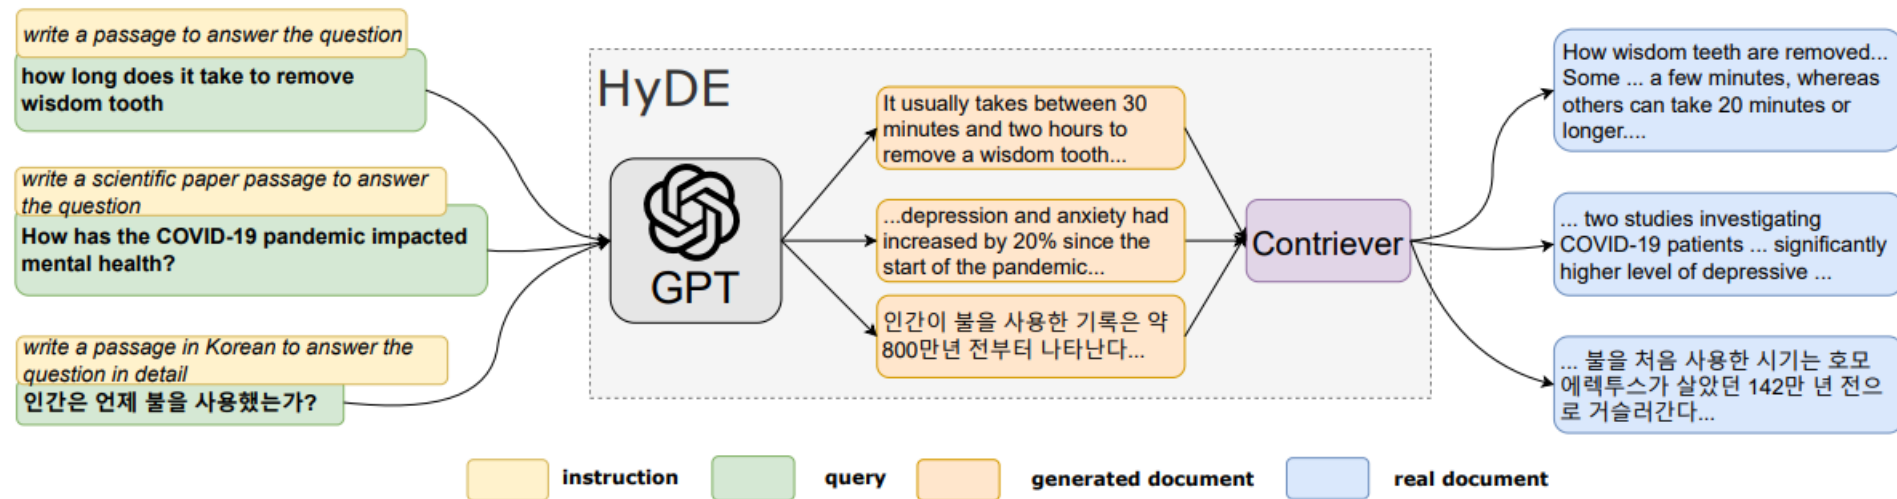 write a passage to answer the question
how long does it take to remove
wisdom tooth
write a scientific paper passage to answer
the question
How has the COVID-19 pandemic impacted
mental health?
write a passage in Korean to answer the
question in detail
인간은 언제 불을 사용했는가?
HyDE
GPT
It usually takes between 30
minutes and two hours to
remove a wisdom tooth...
...depression and anxiety had
increased by 20% since the
start of the pandemic...
인간이 불을 사용한 기록은 약
800만년 전부터 나타난다...
Contriever
How wisdom teeth are removed...
Some ... a few minutes, whereas
others can take 20 minutes or
longer....
... two studies investigating
COVID-19 patients ... significantly
higher level of depressive ...
... 불을 처음 사용한 시기는 호모
에렉투스가 살았던 142만 년 전으
로 거슬러간다...
instruction
query
generated document
real document